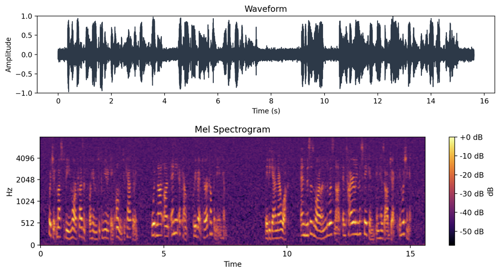 Waveform
1.0
0.5
0.0
−0.5
−1.0
Amplitude
0 2 4 6 8 10 12 14 16
Time (s)
Mel Spectrogram
4096
2048
1024
512
0
Hz
0 5 10 15
Time
+0 dB
-10 dB
-20 dB
-30 dB
-40 dB
-50 dB
dB